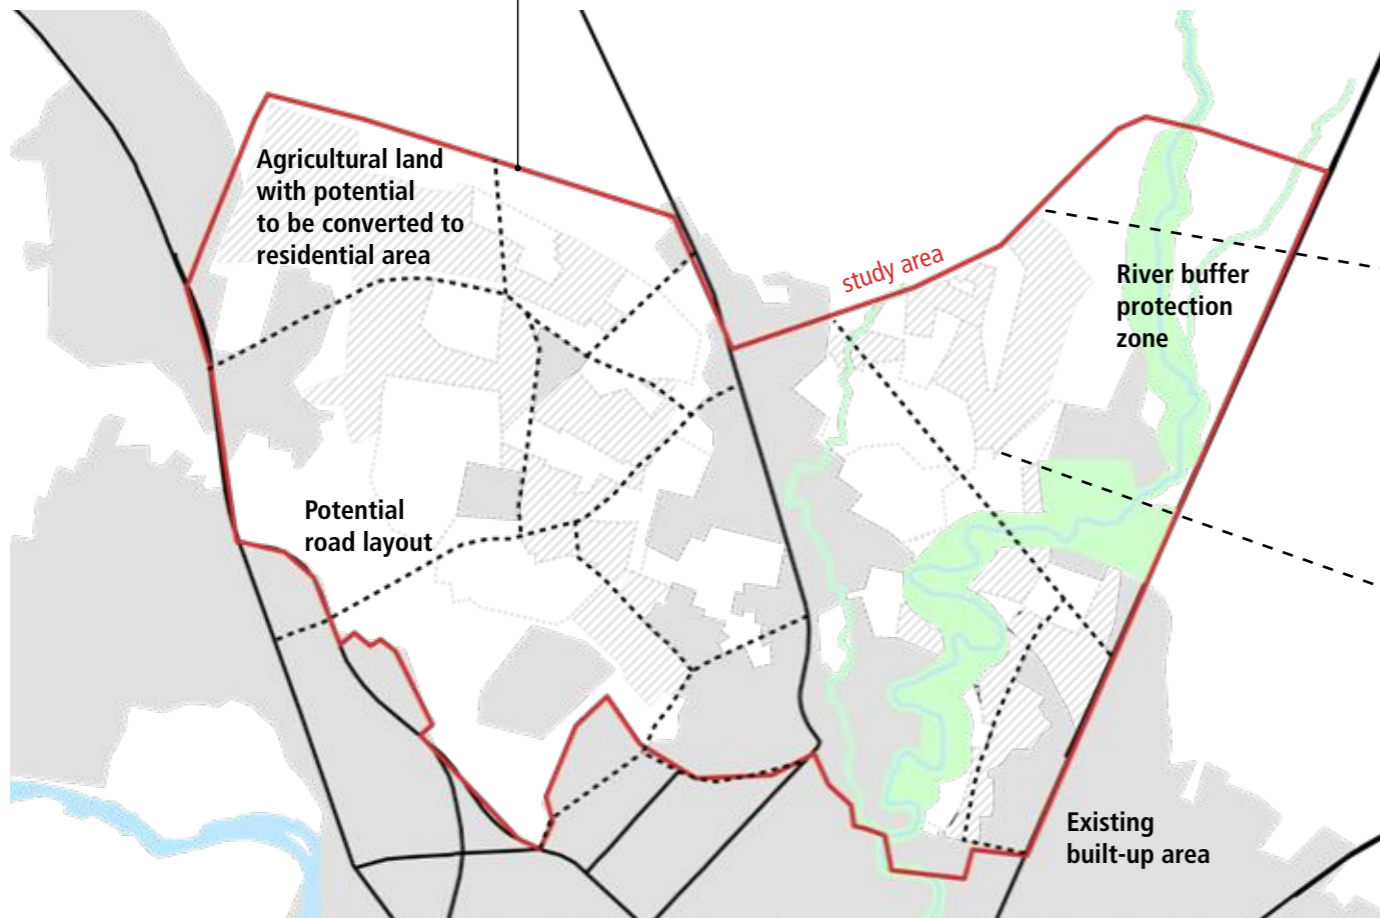 Agricultural land
with potential
to be converted to
residential area
study area
River buffer
protection
zone
Potential
road layout
Existing
built-up area